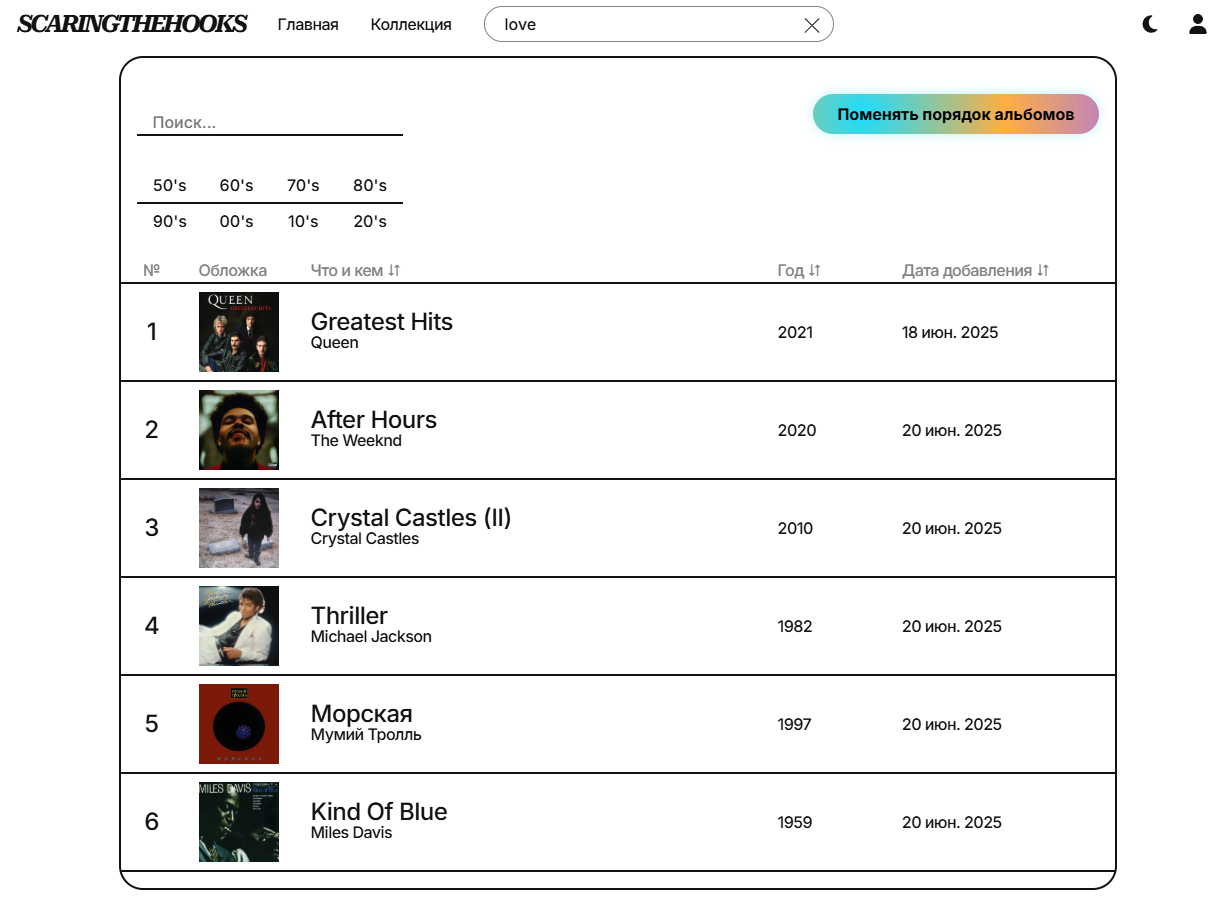 SCARINGTHEHOOKS Главная Коллекция love
Поиск...
Поменять порядок альбомов
50's 60's 70's 80's
90's 00's 10's 20's
№ Обложка Что и кем Год Дата добавления
QUEEN
GREATEST HITS
1 Greatest Hits 2021 18 июн. 2025
Queen
2 After Hours 2020 20 июн. 2025
The Weeknd
3 Crystal Castles (II) 2010 20 июн. 2025
Crystal Castles
4 Thriller 1982 20 июн. 2025
Michael Jackson
5 Морская 1997 20 июн. 2025
Мумий Тролль
MILES DAVIS
Kind of Blue
6 Kind Of Blue 1959 20 июн. 2025
Miles Davis